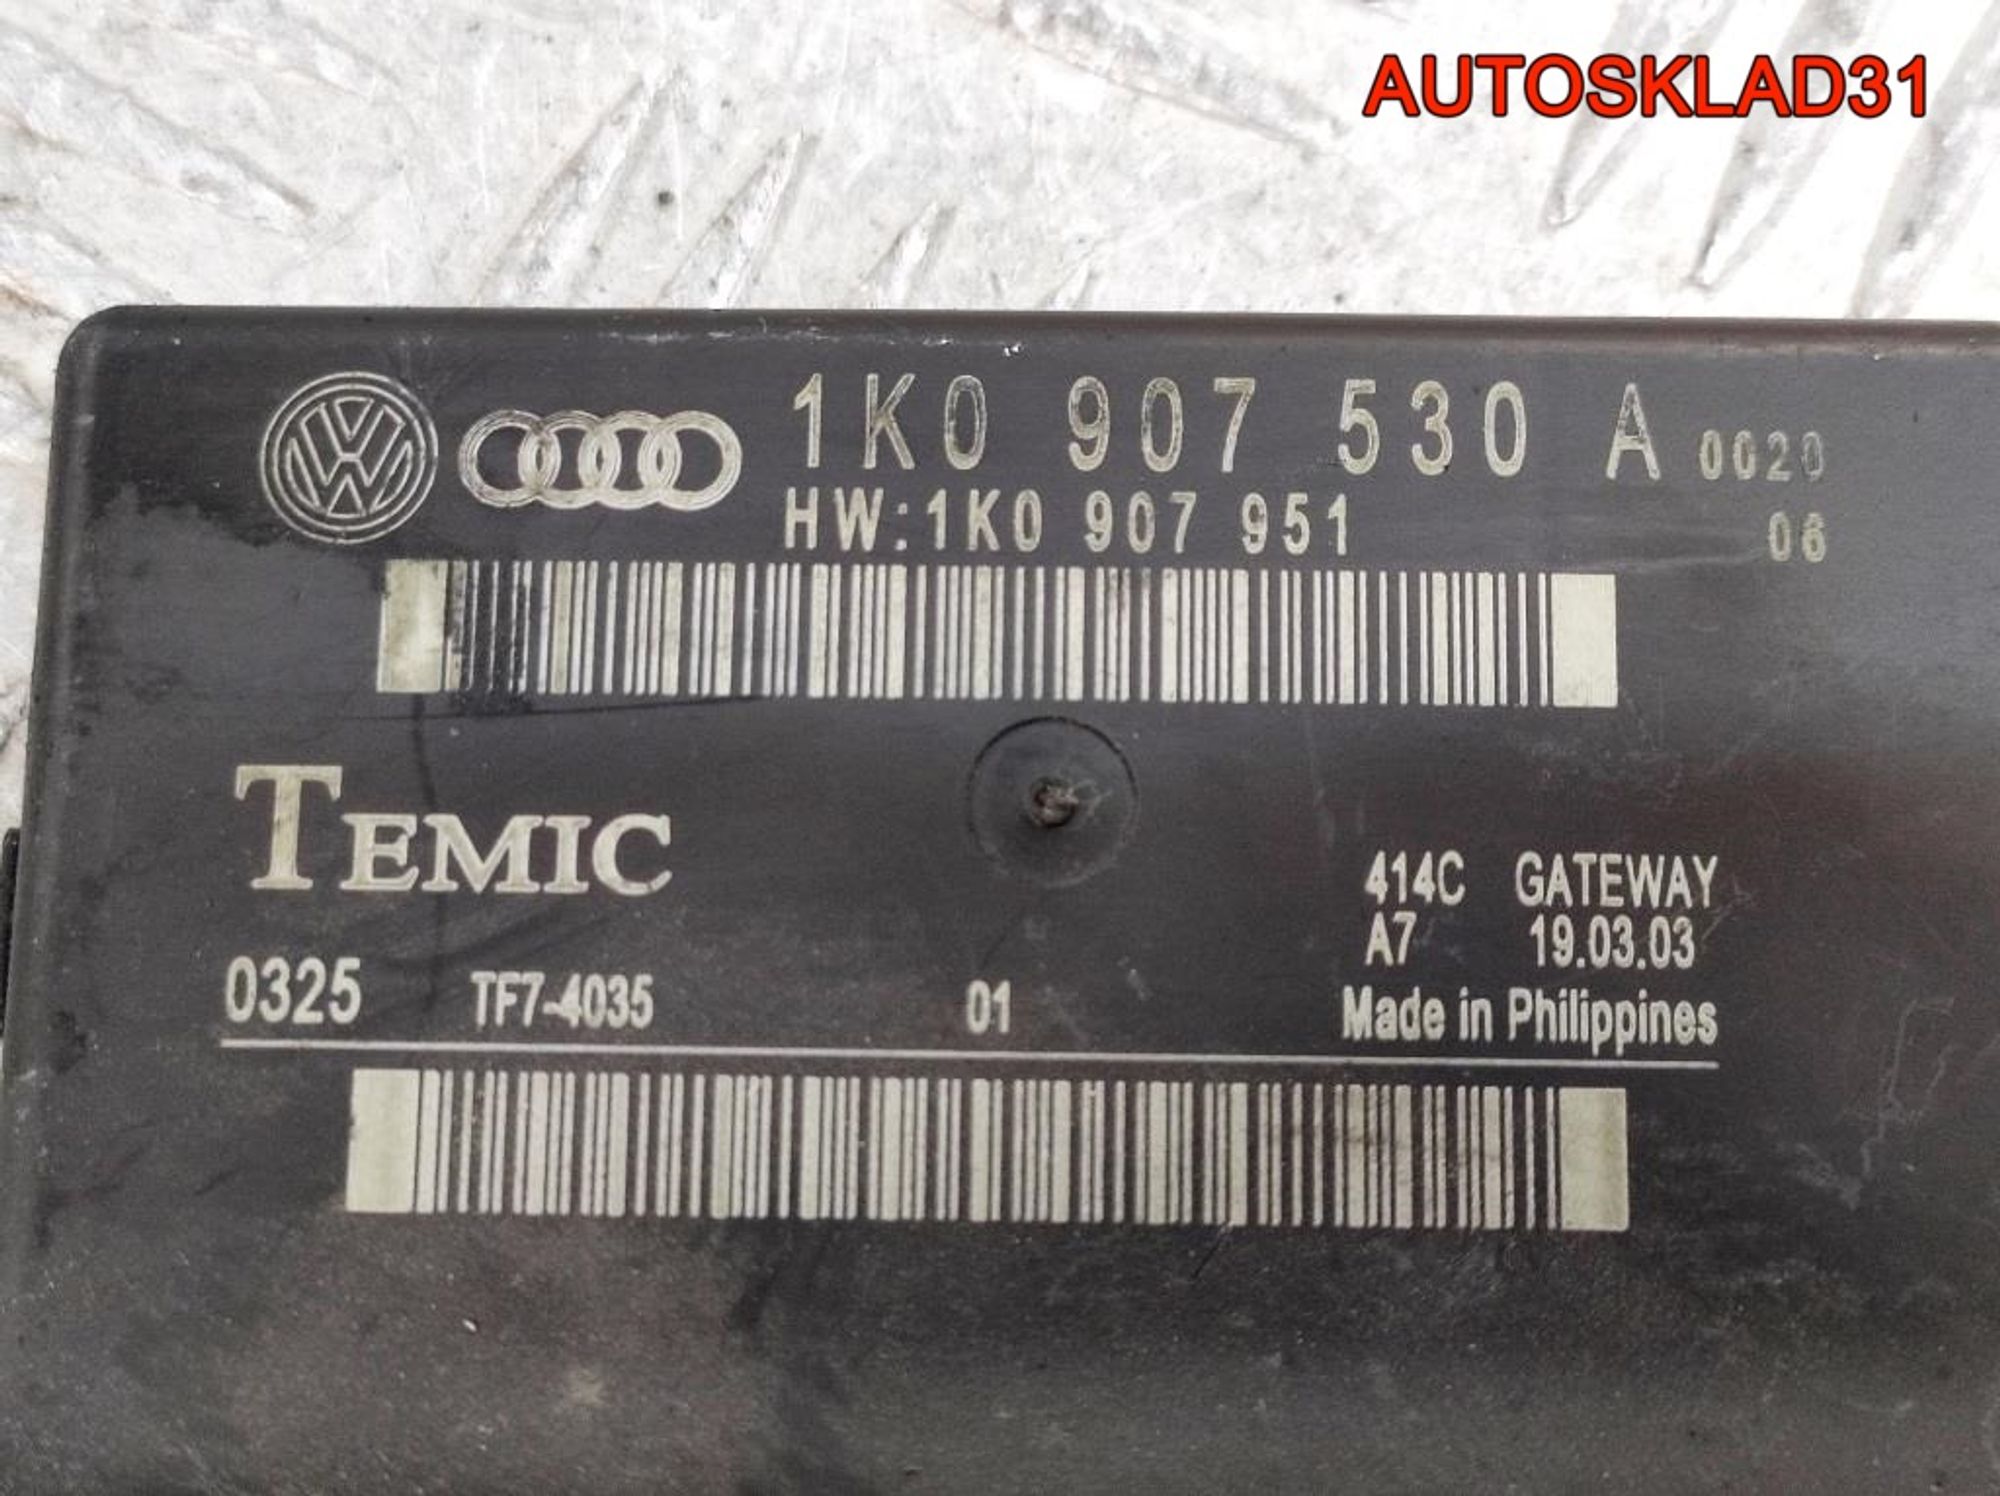 AUTOSKLAD31
1K0 907 530 A 0020
HW:1K0 907 951 06
TEMIC
414C GATEWAY
A7 19.03.03
0325 TF7-4035 01 Made in Philippines